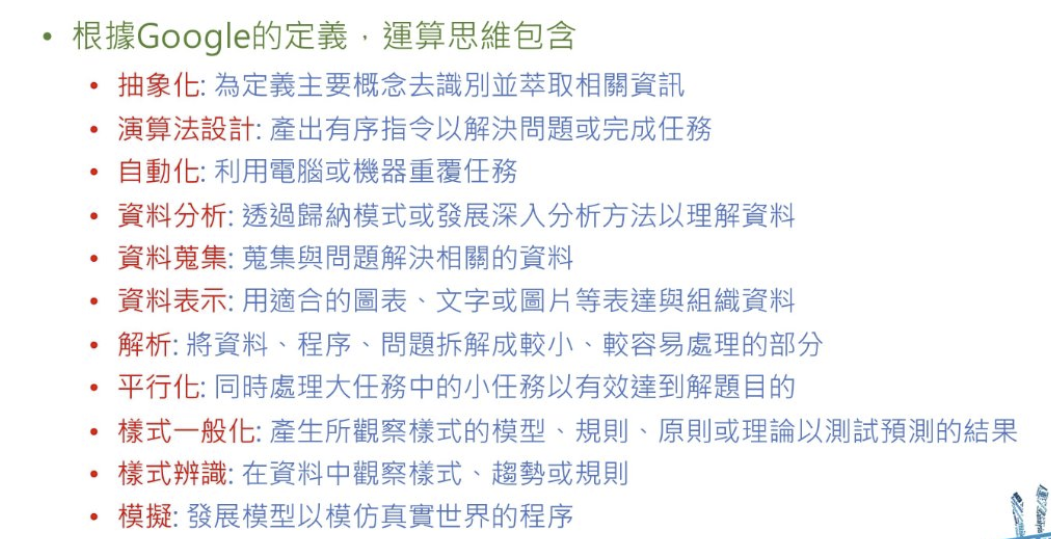 • 根據Google的定義，運算思維包含
• 抽象化: 為定義主要概念去識別並萃取相關資訊
• 演算法設計: 產出有序指令以解決問題或完成任務
• 自動化: 利用電腦或機器重覆任務
• 資料分析: 透過歸納模式或發展深入分析方法以理解資料
• 資料蒐集: 蒐集與問題解決相關的資料
• 資料表示: 用適合的圖表、文字或圖片等表達與組織資料
• 解析: 將資料、程序、問題拆解成較小、較容易處理的部分
• 平行化: 同時處理大任務中的小任務以有效達到解題目的
• 樣式一般化: 產生所觀察樣式的模型、規則、原則或理論以測試預測的結果
• 樣式辨識: 在資料中觀察樣式、趨勢或規則
• 模擬: 發展模型以模仿真實世界的程序